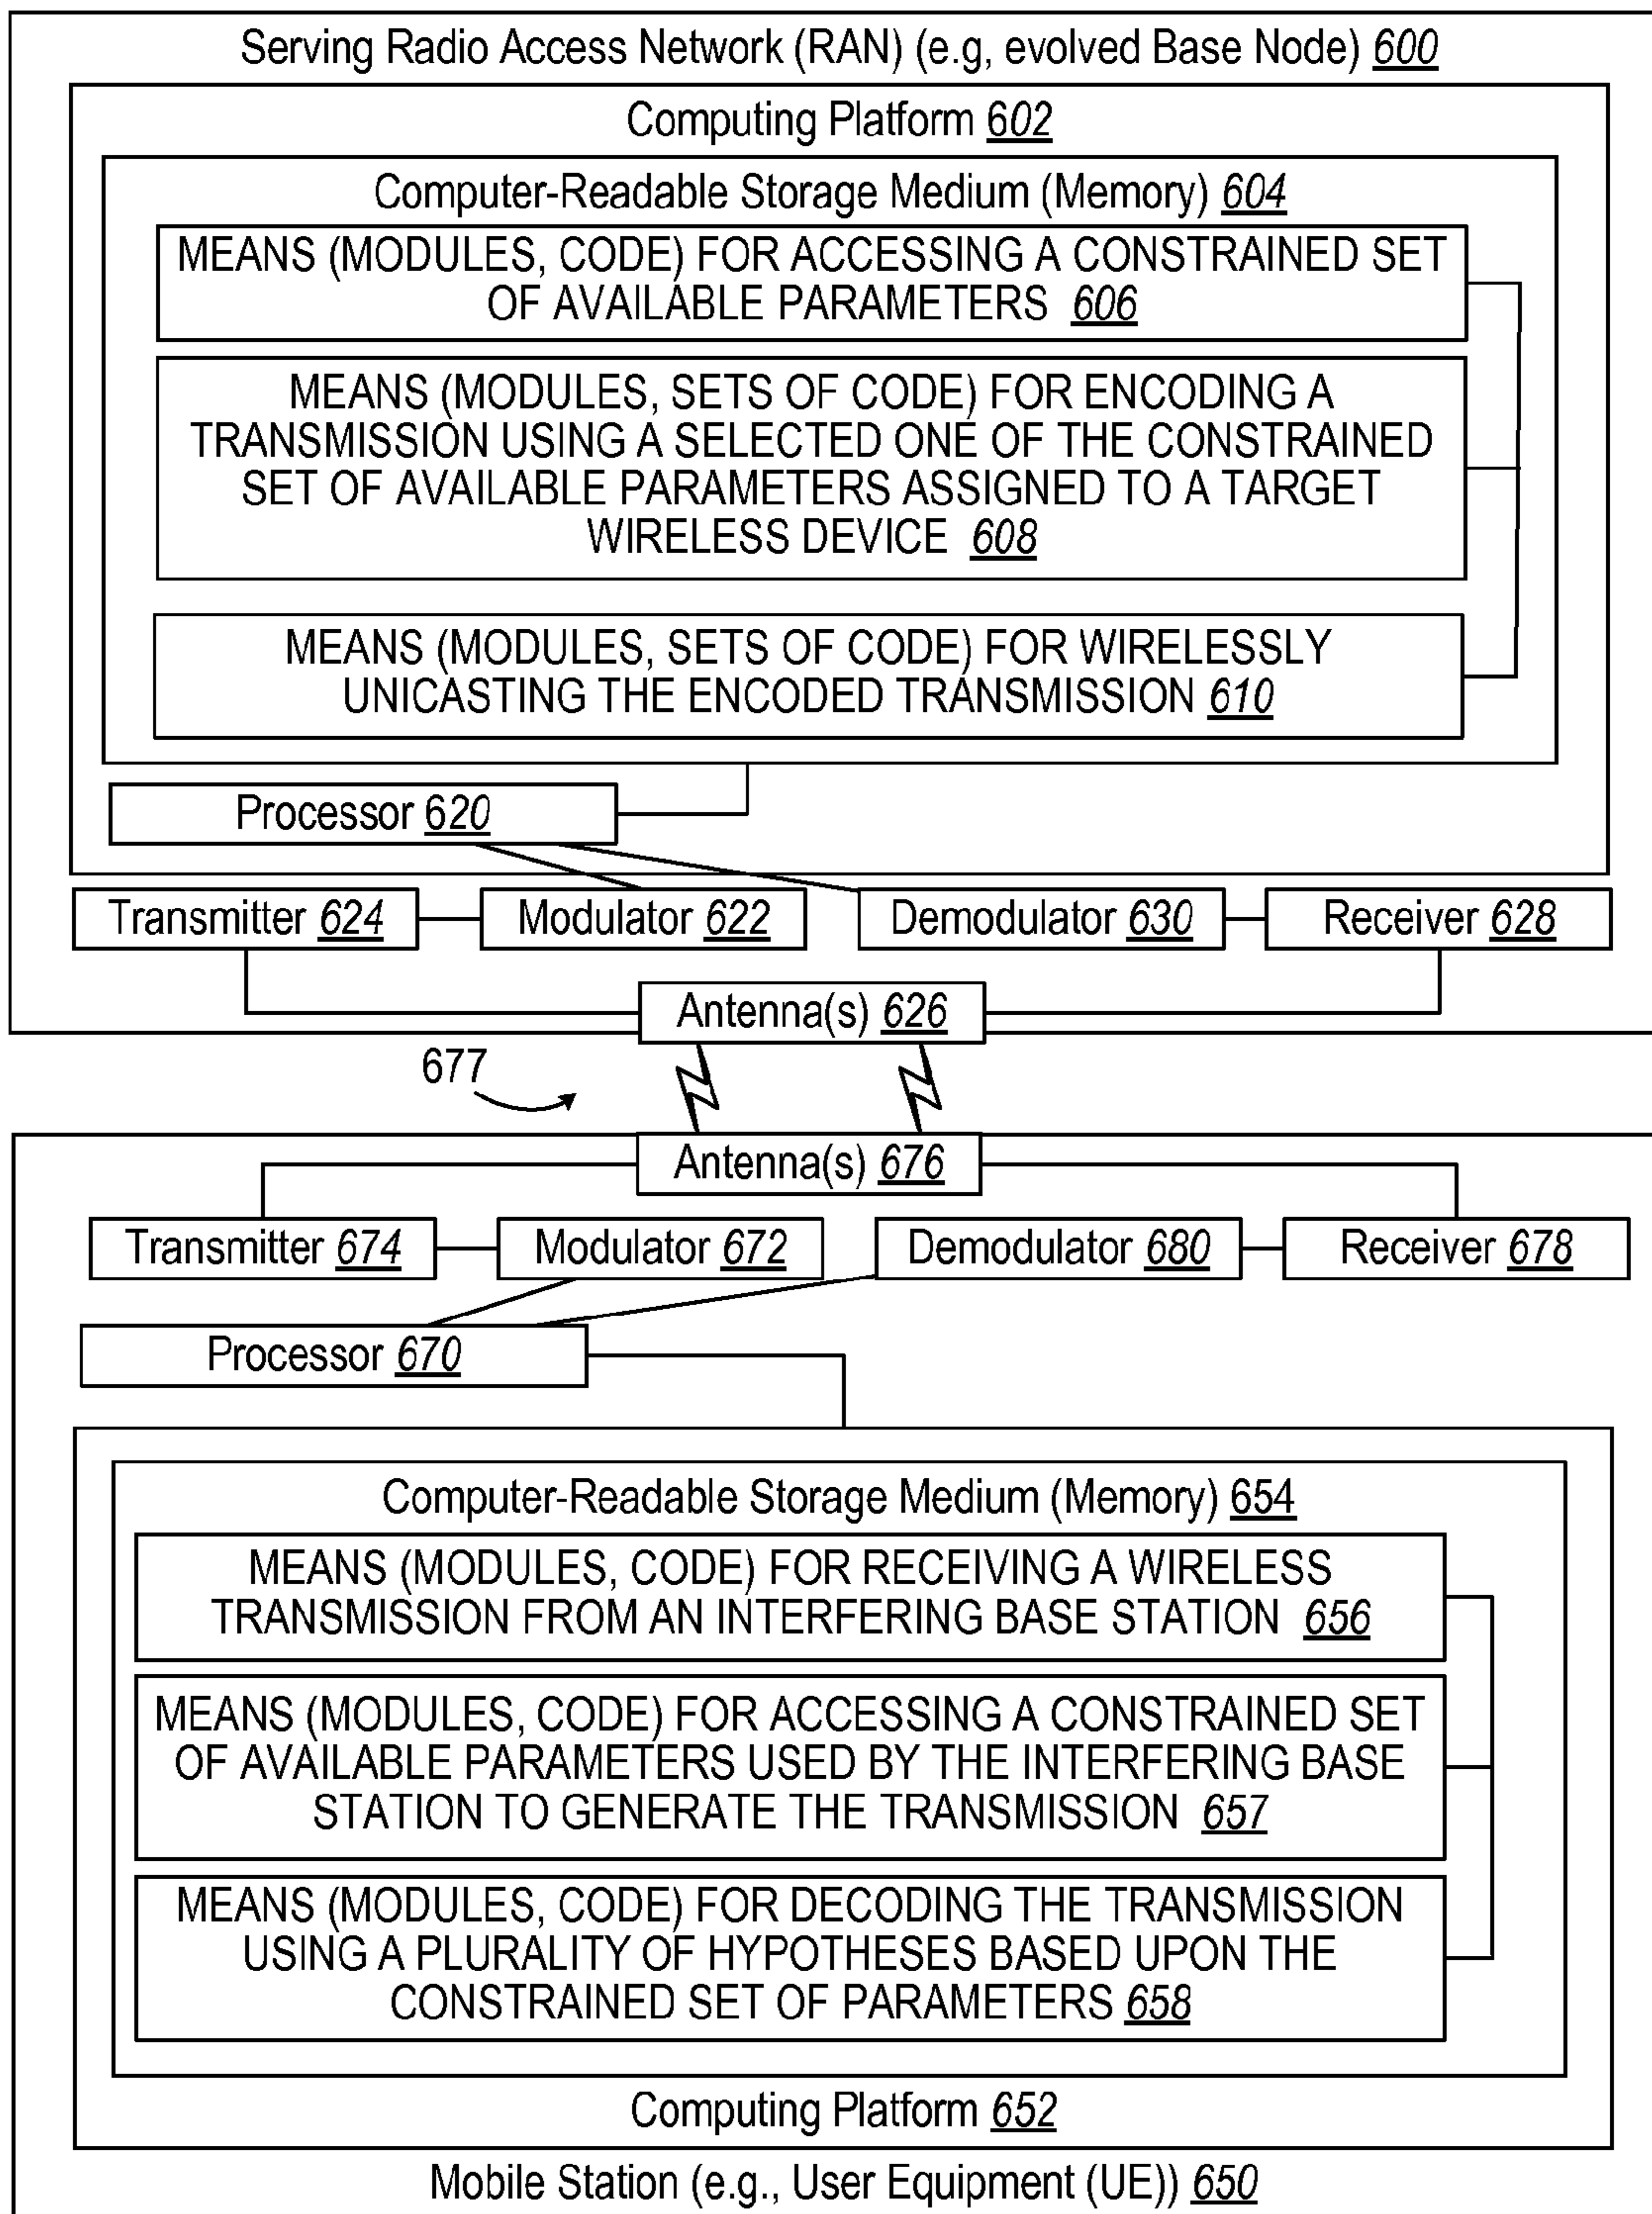 Serving Radio Access Network (RAN) (e.g, evolved Base Node) 600
Computing Platform 602
Computer-Readable Storage Medium (Memory) 604
MEANS (MODULES, CODE) FOR ACCESSING A CONSTRAINED SET
OF AVAILABLE PARAMETERS 606
MEANS (MODULES, SETS OF CODE) FOR ENCODING A
TRANSMISSION USING A SELECTED ONE OF THE CONSTRAINED
SET OF AVAILABLE PARAMETERS ASSIGNED TO A TARGET
WIRELESS DEVICE 608
MEANS (MODULES, SETS OF CODE) FOR WIRELESSLY
UNICASTING THE ENCODED TRANSMISSION 610
Processor 620
Transmitter 624
Modulator 622
Demodulator 630
Receiver 628
Antenna(s) 626
677
Antenna(s) 676
Transmitter 674
Modulator 672
Demodulator 680
Receiver 678
Processor 670
Computer-Readable Storage Medium (Memory) 654
MEANS (MODULES, CODE) FOR RECEIVING A WIRELESS
TRANSMISSION FROM AN INTERFERING BASE STATION 656
MEANS (MODULES, CODE) FOR ACCESSING A CONSTRAINED SET
OF AVAILABLE PARAMETERS USED BY THE INTERFERING BASE
STATION TO GENERATE THE TRANSMISSION 657
MEANS (MODULES, CODE) FOR DECODING THE TRANSMISSION
USING A PLURALITY OF HYPOTHESES BASED UPON THE
CONSTRAINED SET OF PARAMETERS 658
Computing Platform 652
Mobile Station (e.g., User Equipment (UE)) 650